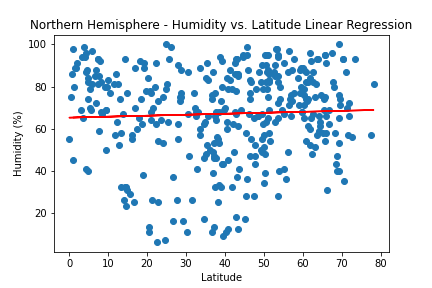 Northern Hemisphere - Humidity vs. Latitude Linear Regression
100
80
60
40
20
Humidity (%)
0 10 20 30 40 50 60 70 80
Latitude